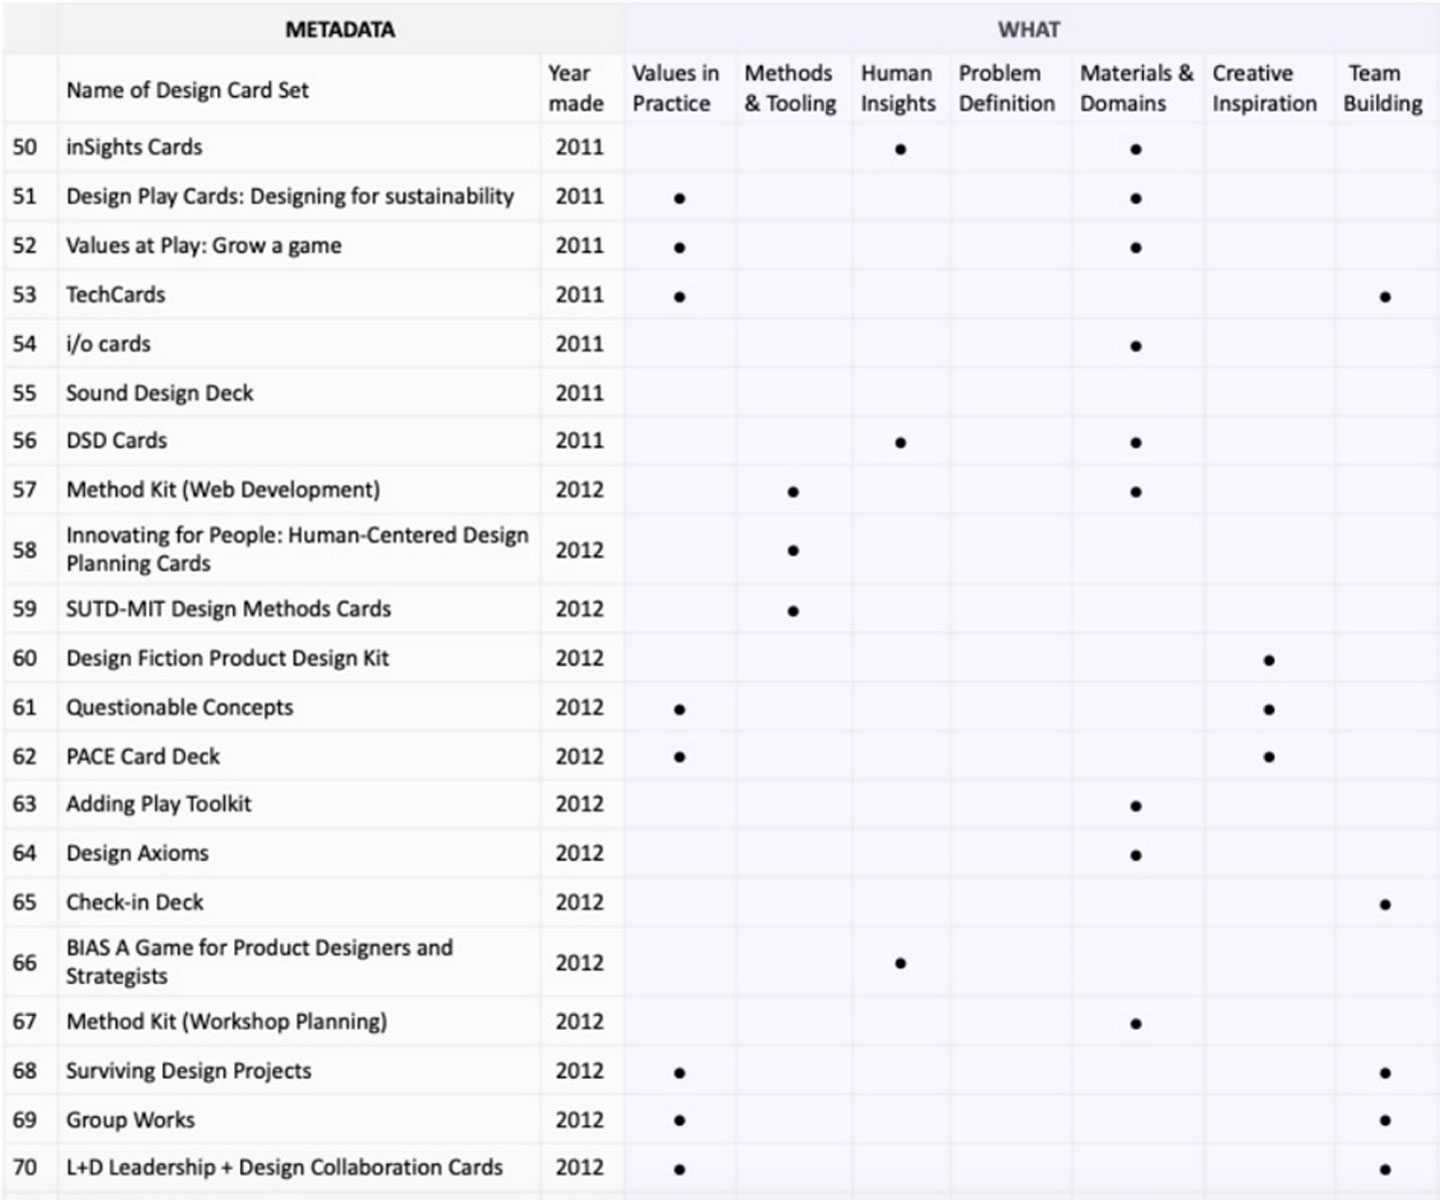 METADATA WHAT
Name of Design Card Set Year made Values in Practice Methods & Tooling Human Insights Problem Definition Materials & Domains Creative Inspiration Team Building
50 inSights Cards 2011 ● ●
51 Design Play Cards: Designing for sustainability 2011 ● ●
52 Values at Play: Grow a game 2011 ● ●
53 TechCards 2011 ● ●
54 i/o cards 2011 ●
55 Sound Design Deck 2011
56 DSD Cards 2011 ● ●
57 Method Kit (Web Development) 2012 ● ●
58 Innovating for People: Human-Centered Design Planning Cards 2012 ●
59 SUTD-MIT Design Methods Cards 2012 ●
60 Design Fiction Product Design Kit 2012 ●
61 Questionable Concepts 2012 ● ●
62 PACE Card Deck 2012 ● ●
63 Adding Play Toolkit 2012 ●
64 Design Axioms 2012 ●
65 Check-in Deck 2012 ●
66 BIAS A Game for Product Designers and Strategists 2012 ●
67 Method Kit (Workshop Planning) 2012 ●
68 Surviving Design Projects 2012 ● ●
69 Group Works 2012 ● ●
70 L+D Leadership + Design Collaboration Cards 2012 ● ●